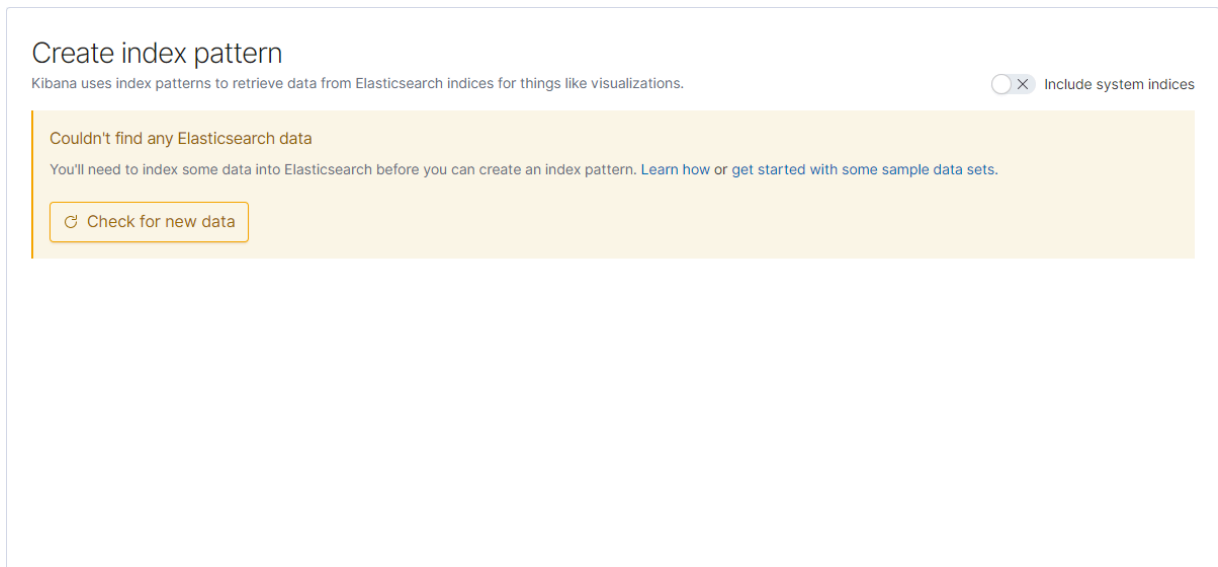 Create index pattern
Kibana uses index patterns to retrieve data from Elasticsearch indices for things like visualizations.
Include system indices
Couldn't find any Elasticsearch data
You'll need to index some data into Elasticsearch before you can create an index pattern. Learn how or get started with some sample data sets.
Check for new data